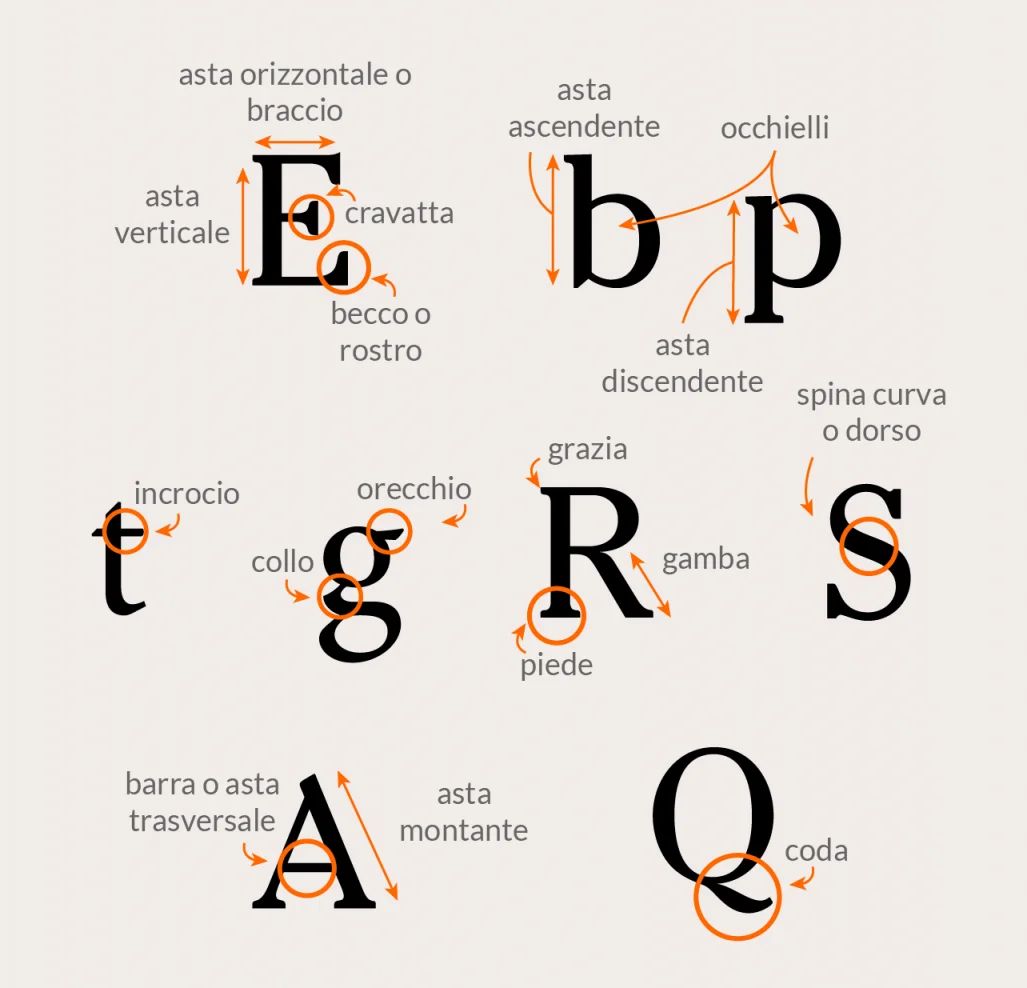 asta orizzontale o
braccio
asta
verticale
E
cravatta
becco o
rostro
asta
ascendente
occhielli
b
p
asta
discendente
incrocio
t
orecchio
collo
g
grazia
R
gamba
piede
spina curva
o dorso
S
barra o asta
trasversale
A
asta
montante
Q
coda